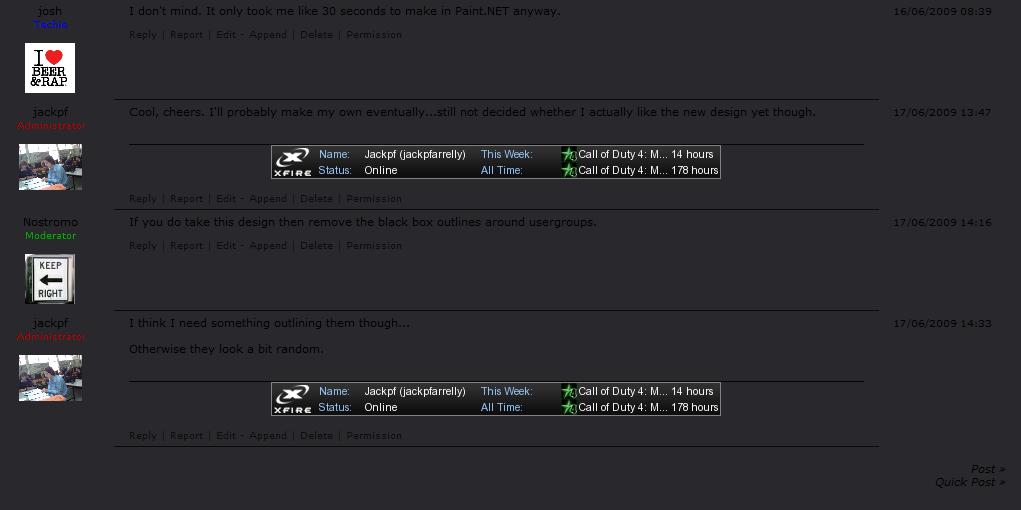 josh
Techie
I ♥
BEER
&RAP
I don't mind. It only took me like 30 seconds to make in Paint.NET anyway.
16/06/2009 08:39
Reply | Report | Edit - Append | Delete | Permission
jackpf
Administrator
Cool, cheers. I'll probably make my own eventually...still not decided whether I actually like the new design yet though.
17/06/2009 13:47
XFIRE
Name: Jackpf (jackpfarrelly) This Week: Call of Duty 4: M... 14 hours
Status: Online All Time: Call of Duty 4: M... 178 hours
Reply | Report | Edit - Append | Delete | Permission
Nostromo
Moderator
KEEP
RIGHT
If you do take this design then remove the black box outlines around usergroups.
17/06/2009 14:16
Reply | Report | Edit - Append | Delete | Permission
jackpf
Administrator
I think I need something outlining them though...
17/06/2009 14:33
Otherwise they look a bit random.
XFIRE
Name: Jackpf (jackpfarrelly) This Week: Call of Duty 4: M... 14 hours
Status: Online All Time: Call of Duty 4: M... 178 hours
Reply | Report | Edit - Append | Delete | Permission
Post »
Quick Post »